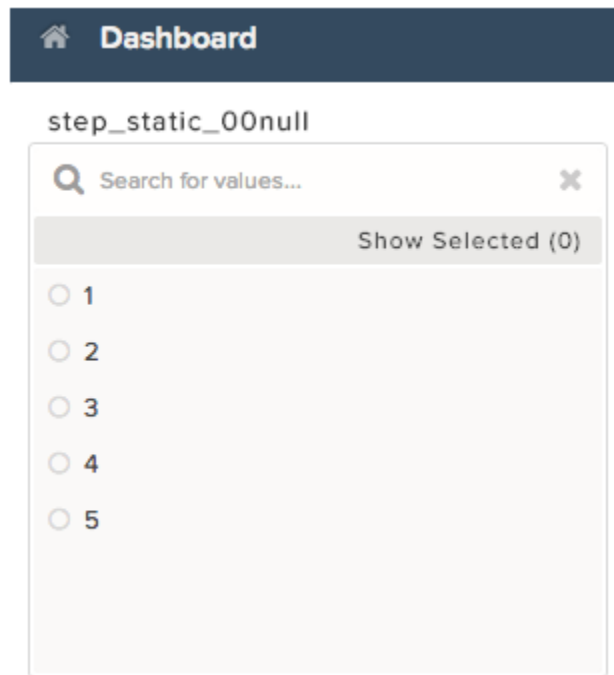 Dashboard
step_static_00null
Search for values...
Show Selected (0)
1
2
3
4
5